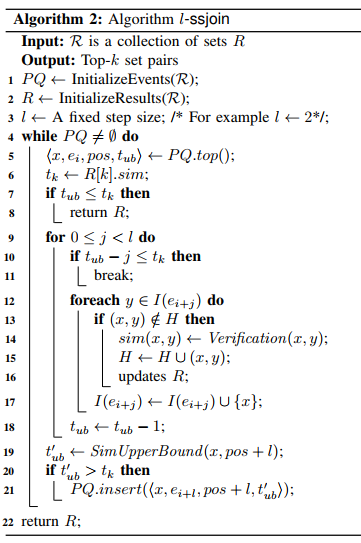 Algorithm 2: Algorithm l-ssjoin
Input: R is a collection of sets R
Output: Top-k set pairs
1 PQ ← InitializeEvents(R);
2 R ← InitializeResults(R);
3 l ← A fixed step size; /* For example l ← 2*/;
4 while PQ ≠ ∅ do
5 ⟨x, e_i, pos, t_ub⟩ ← PQ.top();
6 t_k ← R[k].sim;
7 if t_ub ≤ t_k then
8 return R;
9 for 0 ≤ j < l do
10 if t_ub − j ≤ t_k then
11 break;
12 foreach y ∈ I(e_{i+j}) do
13 if (x, y) ∉ H then
14 sim(x, y) ← Verification(x, y);
15 H ← H ∪ (x, y);
16 updates R;
17 I(e_{i+j}) ← I(e_{i+j}) ∪ {x};
18 t_ub ← t_ub − 1;
19 t′_ub ← SimUpperBound(x, pos + l);
20 if t′_ub > t_k then
21 PQ.insert(⟨x, e_{i+l}, pos + l, t′_ub⟩);
22 return R;